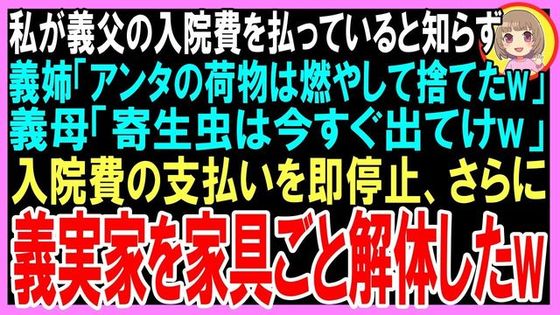 私が義父の入院費を払っていると知らず
義姉「アンタの荷物は燃やして捨てたw」
義母「寄生虫は今すぐ出てけw」
入院費の支払いを即停止、さらに
義実家を家具ごと解体したw